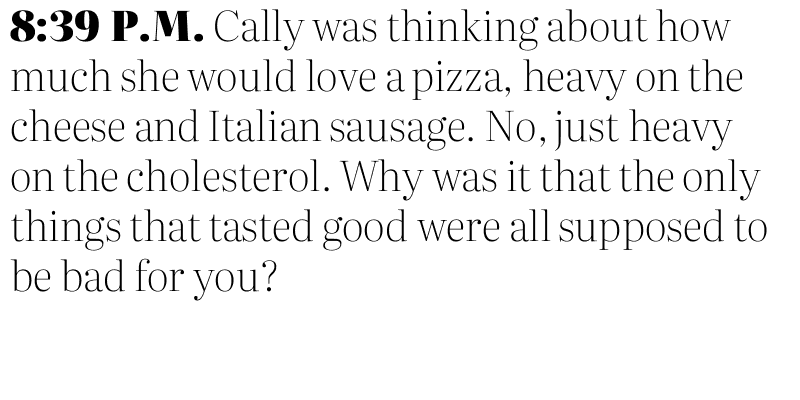 8:39 P.M. Cally was thinking about how
much she would love a pizza, heavy on the
cheese and Italian sausage. No, just heavy
on the cholesterol. Why was it that the only
things that tasted good were all supposed to
be bad for you?